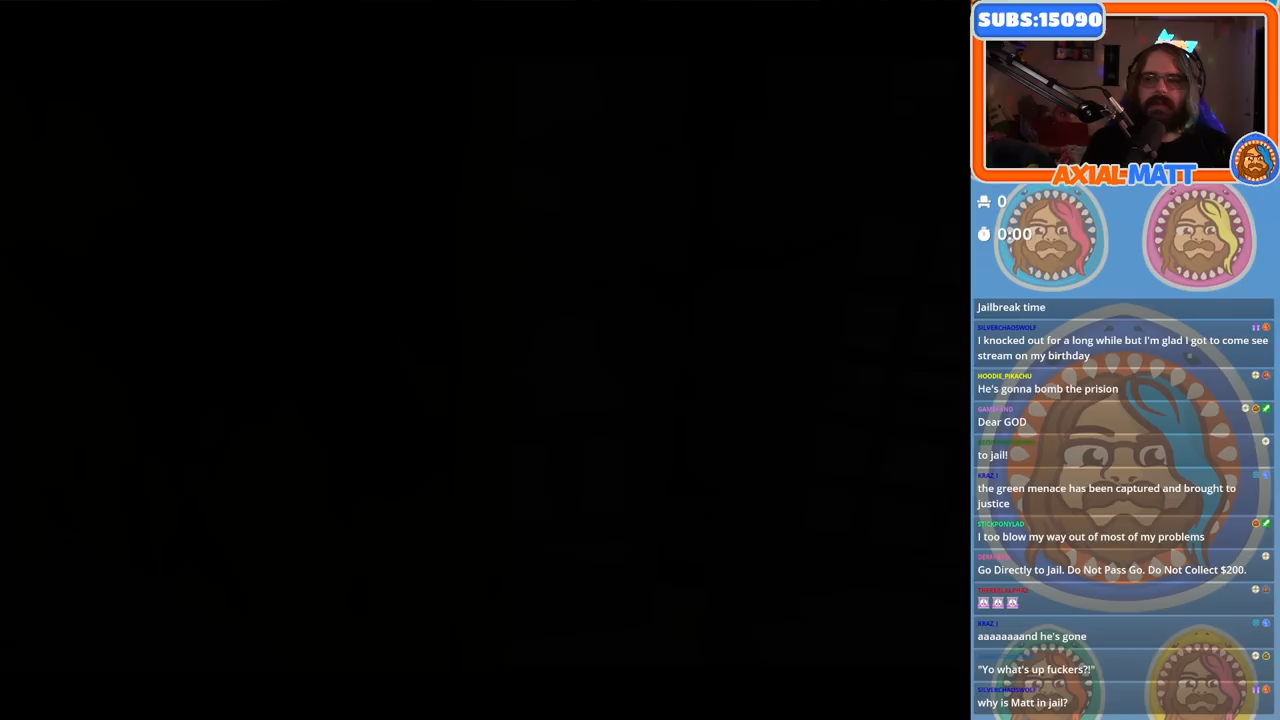 SUBS:15090
AXIAL MATT
0
0:00
Jailbreak time
SILVERCHAOSWOLF
I knocked out for a long while but I'm glad I got to come see
stream on my birthday
HOODIE_PIKACHU
He's gonna bomb the prision
Dear GOD
to jail!
KRAZ_I
the green menace has been captured and brought to
justice
STICKPONYLAD
I too blow my way out of most of my problems
Go Directly to Jail. Do Not Pass Go. Do Not Collect $200.
KRAZ_I
aaaaaaaand he's gone
"Yo what's up fuckers?!"
SILVERCHAOSWOLF
why is Matt in jail?